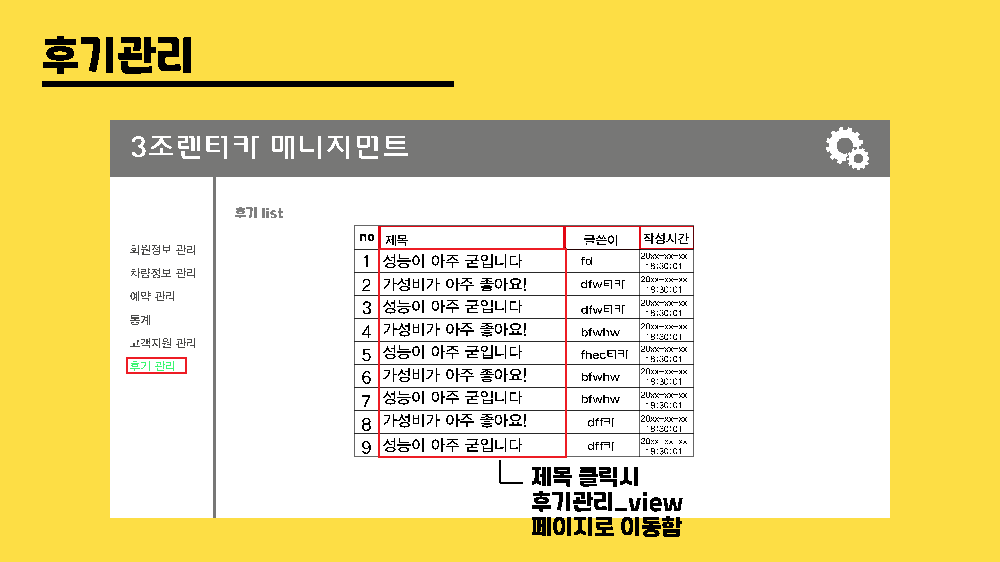 후기관리
3조렌터카 매니지먼트
회원정보 관리
차량정보 관리
예약 관리
통계
고객지원 관리
후기 관리
후기 list
no 제목 글쓴이 작성시간
1 성능이 아주 굳입니다 fd 20xx-xx-xx 18:30:01
2 가성비가 아주 좋아요! dfw터카 20xx-xx-xx 18:30:01
3 성능이 아주 굳입니다 dfw터카 20xx-xx-xx 18:30:01
4 가성비가 아주 좋아요! bfwhw 20xx-xx-xx 18:30:01
5 성능이 아주 굳입니다 fhec터카 20xx-xx-xx 18:30:01
6 가성비가 아주 좋아요! bfwhw 20xx-xx-xx 18:30:01
7 성능이 아주 굳입니다 bfwhw 20xx-xx-xx 18:30:01
8 가성비가 아주 좋아요! dff카 20xx-xx-xx 18:30:01
9 성능이 아주 굳입니다 dff카 20xx-xx-xx 18:30:01
제목 클릭시
후기관리_view
페이지로 이동함